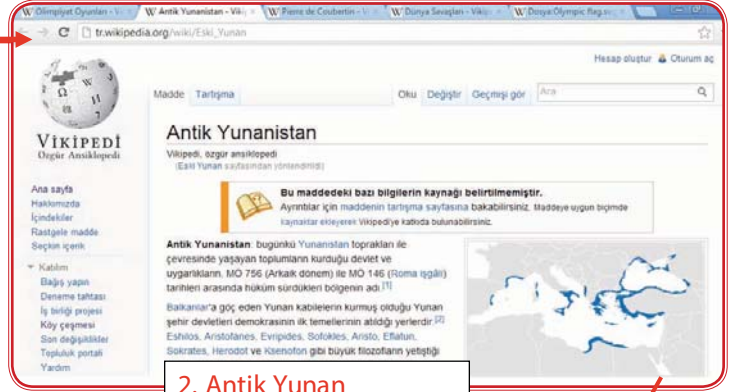 Olimpiyet Oyunları - Vi
Antik Yunanistan - Viki
Pierre de Coubertin - V
Dünya Savaşları - Vikip
Dosya:Olympic flag.sv
tr.wikipedia.org/wiki/Eski_Yunan
Hesap oluştur Oturum aç
Madde Tartışma Oku Değiştir Geçmişi gör Ara
VİKİPEDİ
Özgür Ansiklopedi
Antik Yunanistan
Vikipedi, özgür ansiklopedi
(Eski Yunan sayfasından yönlendirildi)
Ana sayfa
Hakkımızda
İçindekiler
Rastgele madde
Seçkin içerik
Katılım
Bağış yapın
Deneme tahtası
İş birliği projesi
Köy çeşmesi
Son değişiklikler
Topluluk portalı
Yardım
Bu maddedeki bazı bilgilerin kaynağı belirtilmemiştir.
Ayrıntılar için maddenin tartışma sayfasına bakabilirsiniz. Maddeye uygun biçimde
kaynaklar ekleyerek Vikipedi'ye katkıda bulunabilirsiniz.
Antik Yunanistan: bugünkü Yunanistan toprakları ile
çevresinde yaşayan toplumların kurduğu devlet ve
uygarlıkların. MÖ 756 (Arkaik dönem) ile MÖ 146 (Roma işgâli)
tarihleri arasında hüküm sürdükleri bölgenin adı.[1]
Balkanlar'a göç eden Yunan kabilelerin kurmuş olduğu Yunan
şehir devletleri demokrasinin ilk temellerinin atıldığı yerlerdir.[2]
Eshilos, Aristofanes, Evripides, Sofokles, Aristo, Eflatun,
Sokrates, Herodot ve Ksenofon gibi büyük filozofların yetiştiği
2. Antik Yunan